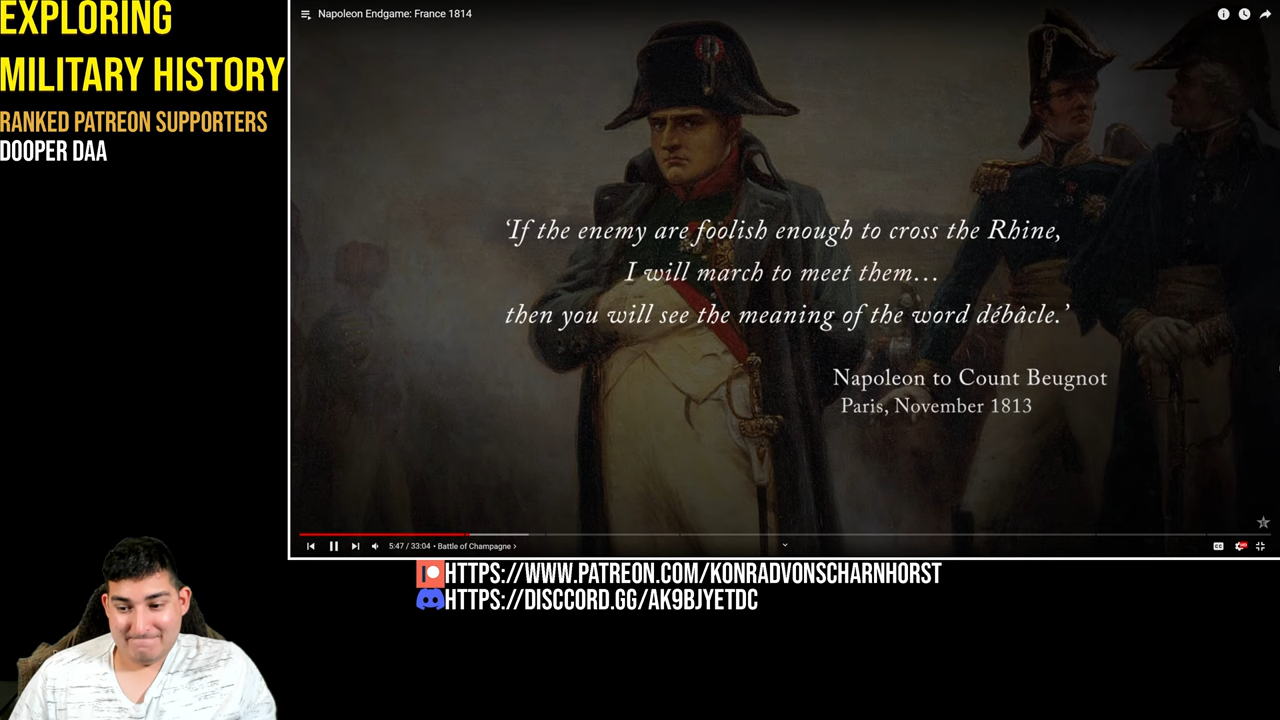 EXPLORING
MILITARY HISTORY
RANKED PATREON SUPPORTERS
DOOPER DAA
Napoleon Endgame: France 1814
‘If the enemy are foolish enough to cross the Rhine,
I will march to meet them...
then you will see the meaning of the word débâcle.’
Napoleon to Count Beugnot
Paris, November 1813
5:47 / 33:04 • Battle of Champagne >
HTTPS://WWW.PATREON.COM/KONRADVONSCHARNHORST
HTTPS://DISCCORD.GG/AK9BJYETDC